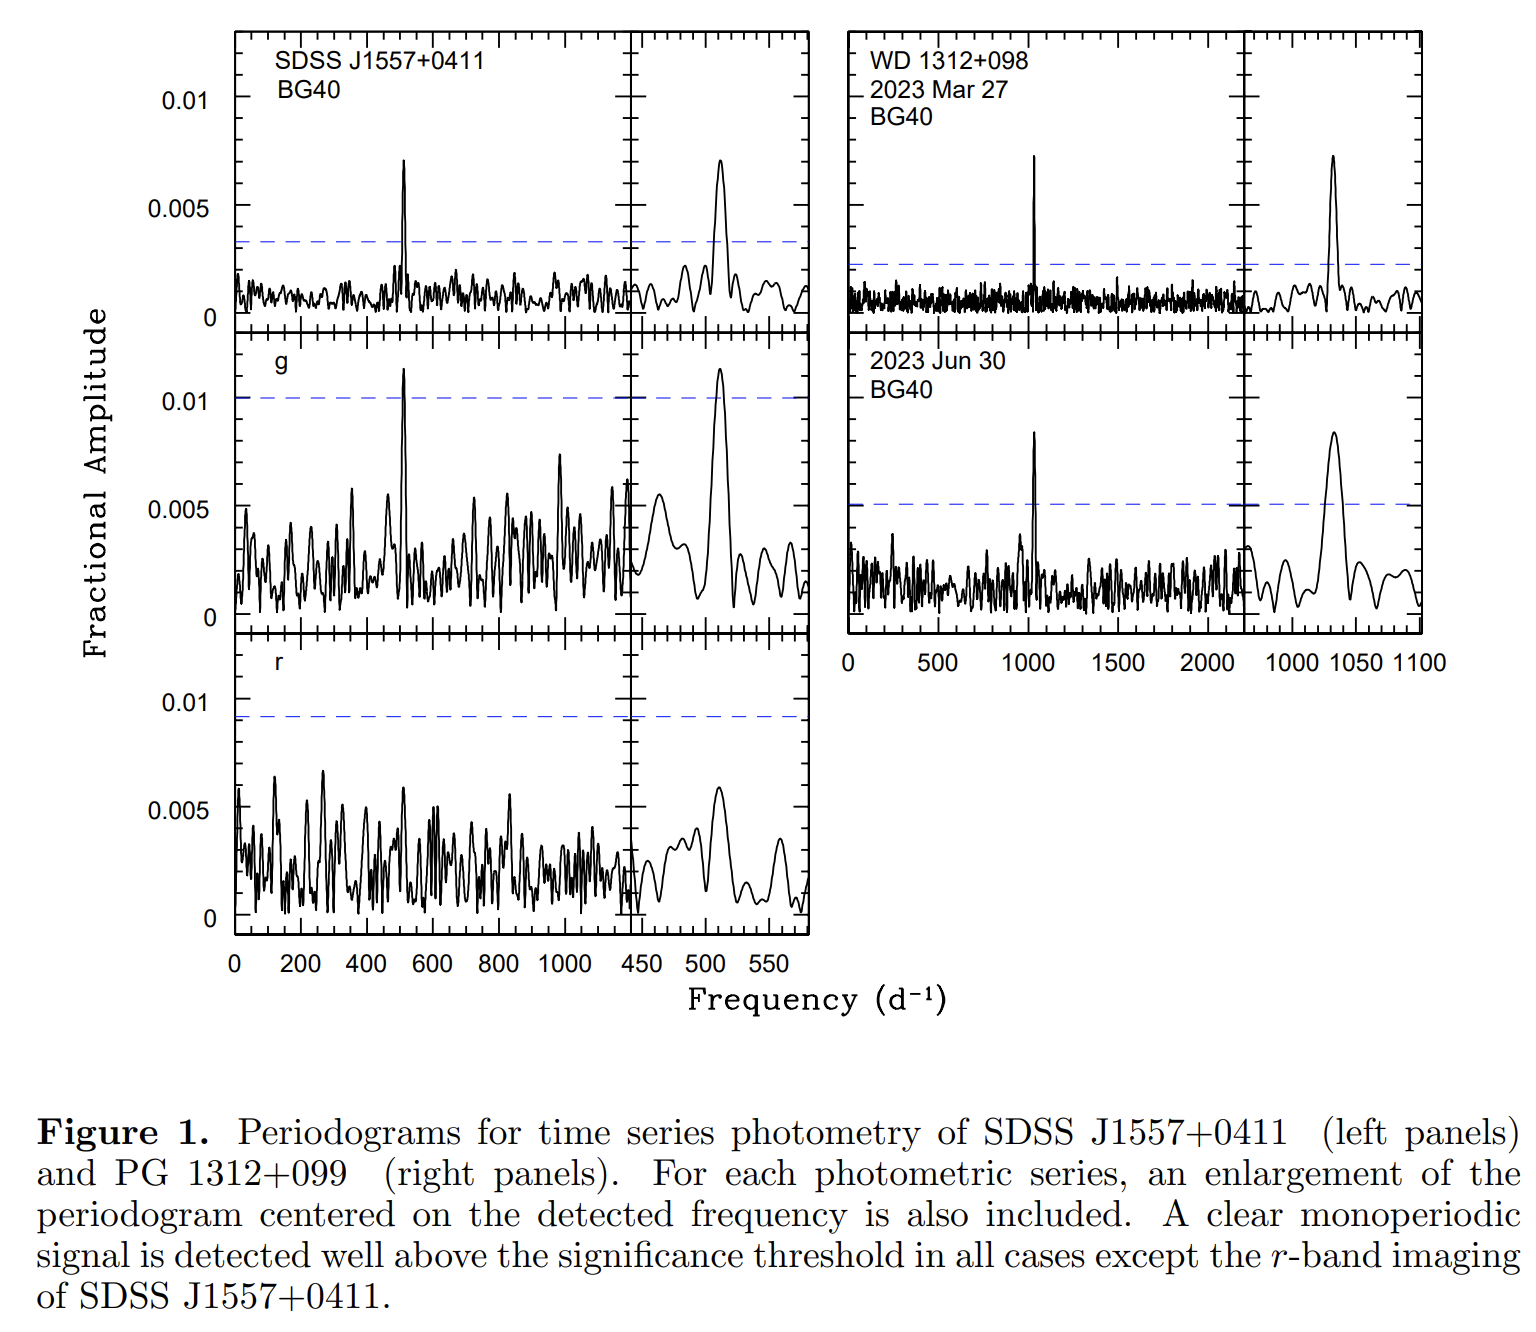 SDSS J1557+0411
BG40
0.01
0.005
0
g
0.01
0.005
0
r
0.01
0.005
0
0 200 400 600 800 1000 450 500 550
WD 1312+098
2023 Mar 27
BG40
2023 Jun 30
BG40
0 500 1000 1500 2000 1000 1050 1100
Fractional Amplitude
Frequency (d⁻¹)
Figure 1. Periodograms for time series photometry of SDSS J1557+0411 (left panels)
and PG 1312+099 (right panels). For each photometric series, an enlargement of the
periodogram centered on the detected frequency is also included. A clear monoperiodic
signal is detected well above the significance threshold in all cases except the r-band imaging
of SDSS J1557+0411.